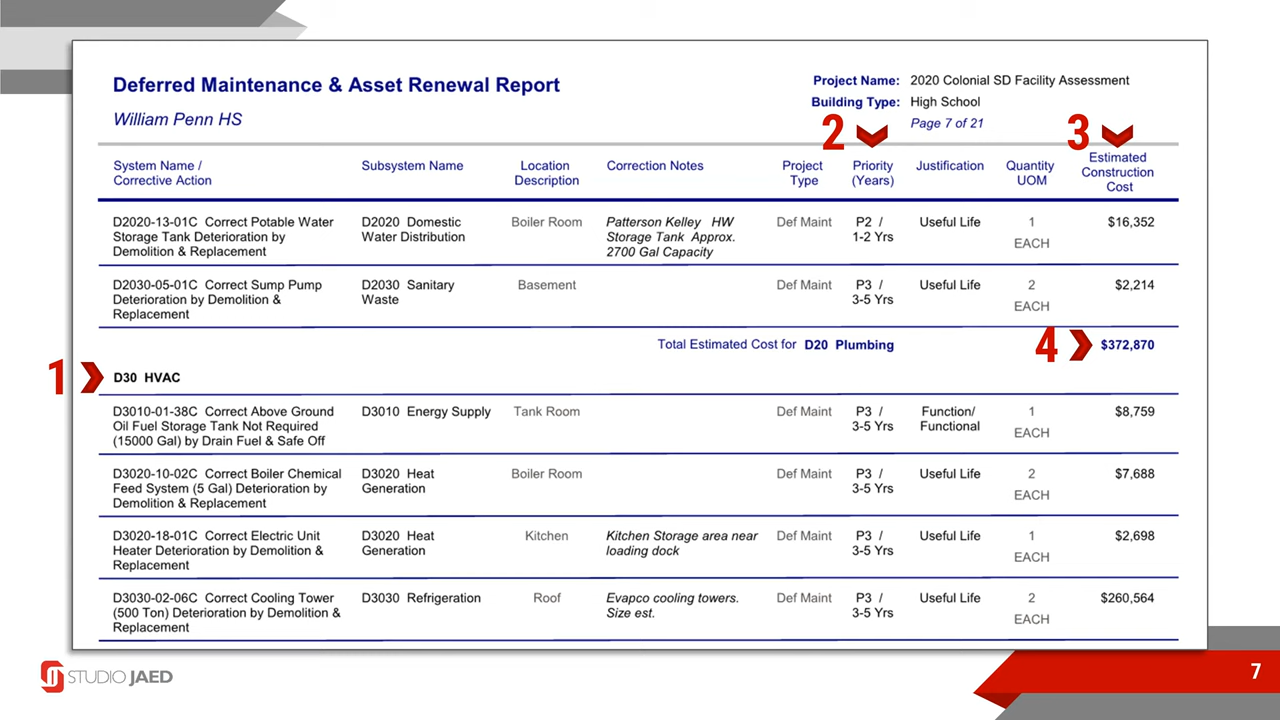 Deferred Maintenance & Asset Renewal Report
William Penn HS
Project Name: 2020 Colonial SD Facility Assessment
Building Type: High School
Page 7 of 21
2
3
System Name /
Corrective Action
Subsystem Name
Location
Description
Correction Notes
Project
Type
Priority
(Years)
Justification
Quantity
UOM
Estimated
Construction
Cost
D2020-13-01C Correct Potable Water
Storage Tank Deterioration by
Demolition & Replacement
D2020 Domestic
Water Distribution
Boiler Room
Patterson Kelley HW
Storage Tank Approx.
2700 Gal Capacity
Def Maint
P2 /
1-2 Yrs
Useful Life
1
EACH
$16,352
D2030-05-01C Correct Sump Pump
Deterioration by Demolition &
Replacement
D2030 Sanitary
Waste
Basement
Def Maint
P3 /
3-5 Yrs
Useful Life
2
EACH
$2,214
Total Estimated Cost for D20 Plumbing
4
$372,870
1
D30 HVAC
D3010-01-38C Correct Above Ground
Oil Fuel Storage Tank Not Required
(15000 Gal) by Drain Fuel & Safe Off
D3010 Energy Supply
Tank Room
Def Maint
P3 /
3-5 Yrs
Function/
Functional
1
EACH
$8,759
D3020-10-02C Correct Boiler Chemical
Feed System (5 Gal) Deterioration by
Demolition & Replacement
D3020 Heat
Generation
Boiler Room
Def Maint
P3 /
3-5 Yrs
Useful Life
2
EACH
$7,688
D3020-18-01C Correct Electric Unit
Heater Deterioration by Demolition &
Replacement
D3020 Heat
Generation
Kitchen
Kitchen Storage area near
loading dock
Def Maint
P3 /
3-5 Yrs
Useful Life
1
EACH
$2,698
D3030-02-06C Correct Cooling Tower
(500 Ton) Deterioration by Demolition &
Replacement
D3030 Refrigeration
Roof
Evapco cooling towers.
Size est.
Def Maint
P3 /
3-5 Yrs
Useful Life
2
EACH
$260,564
STUDIO JAED
7